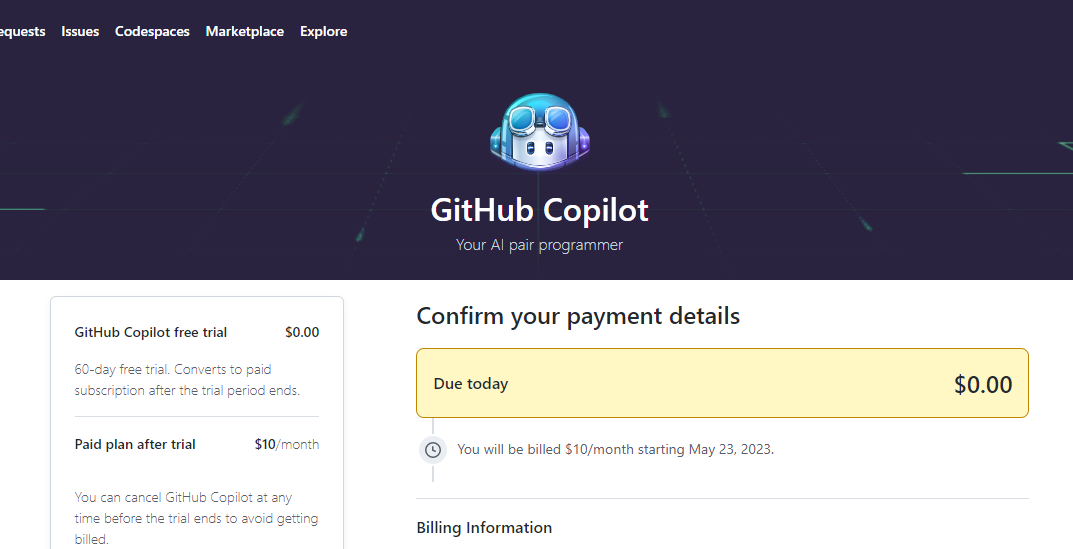 equests Issues Codespaces Marketplace Explore
GitHub Copilot
Your AI pair programmer
GitHub Copilot free trial $0.00
60-day free trial. Converts to paid
subscription after the trial period ends.
Paid plan after trial $10/month
You can cancel GitHub Copilot at any
time before the trial ends to avoid getting
billed.
Confirm your payment details
Due today $0.00
You will be billed $10/month starting May 23, 2023.
Billing Information